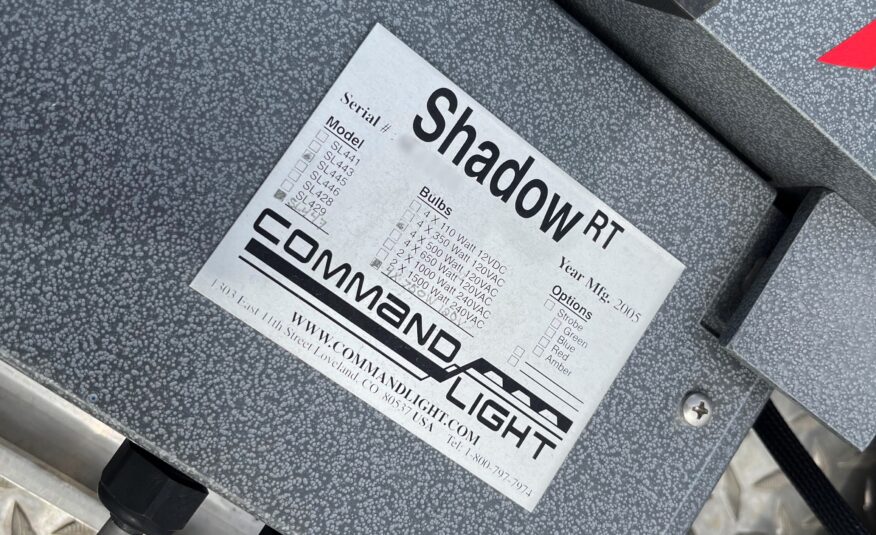 Shadow RT
Serial #
Year Mfg. 2005
Model
SL441
SL443
SL445
SL446
SL428
SL429
Bulbs
4 X 110 Watt 12VDC
4 X 350 Watt 120VAC
4 X 500 Watt 120VAC
4 X 650 Watt 120VAC
2 X 1000 Watt 240VAC
2 X 1500 Watt 240VAC
Options
Strobe
Green
Blue
Red
Amber
COMMAND LIGHT
WWW.COMMANDLIGHT.COM
1303 East 11th Street Loveland, CO 80537 USA Tel: 1-800-797-7974